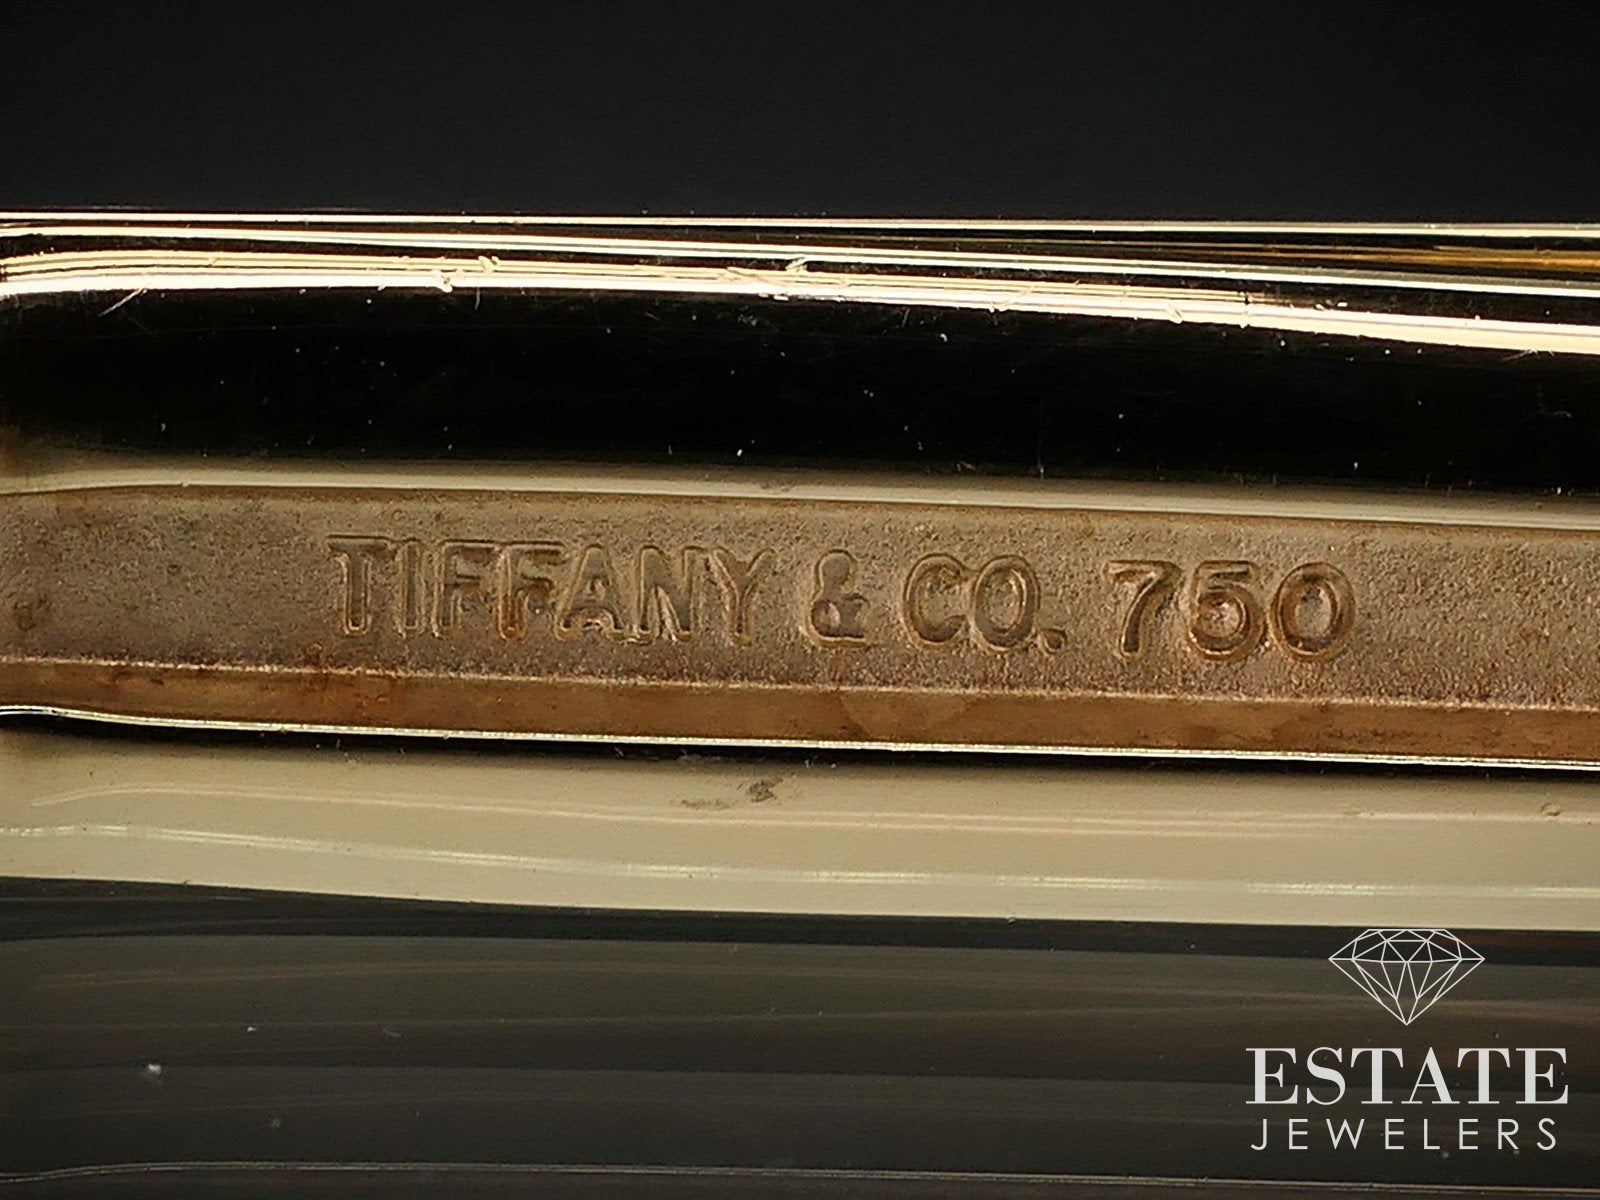 TIFFANY & CO. 750
ESTATE
JEWELERS